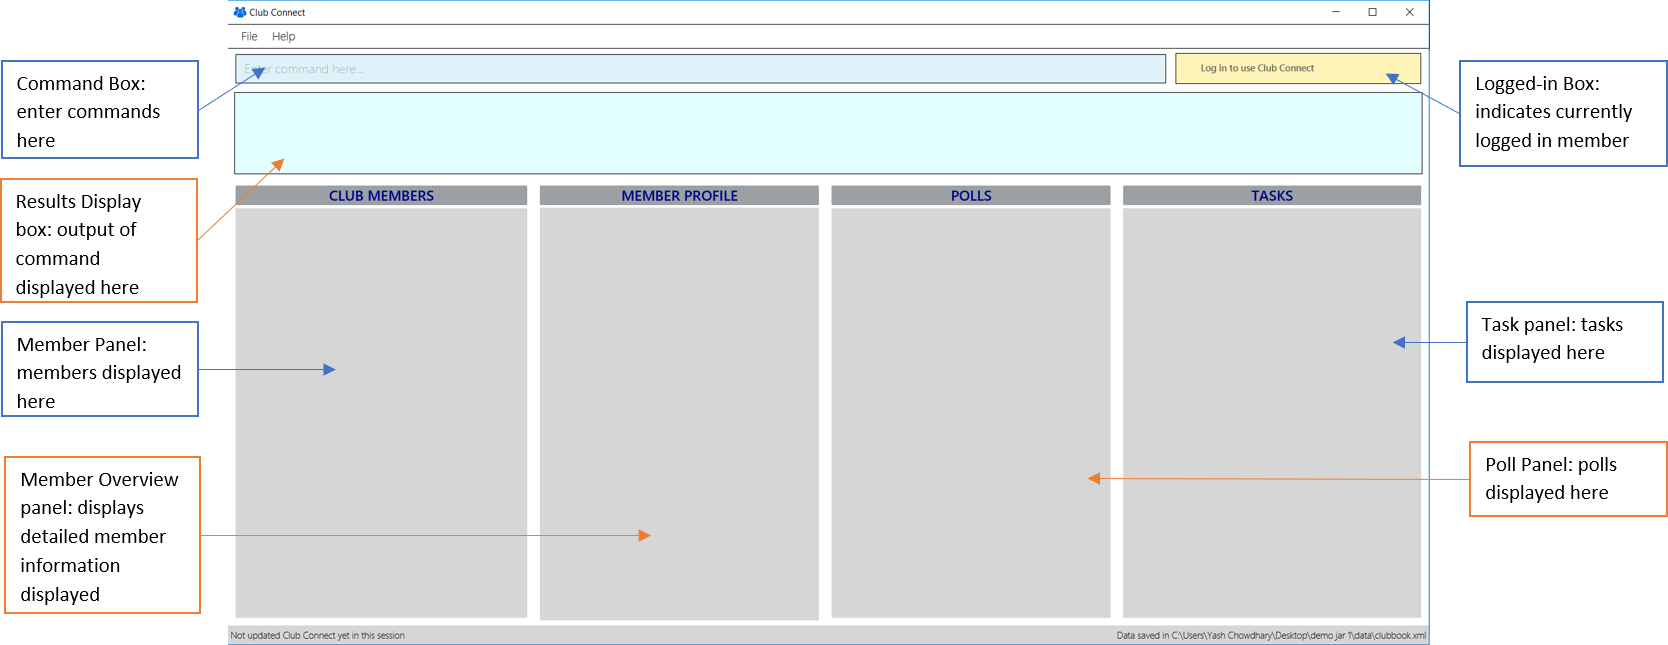 Club Connect
File Help
Enter command here...
Log in to use Club Connect
Command Box:
enter commands
here
Logged-in Box:
indicates currently
logged in member
Results Display
box: output of
command
displayed here
CLUB MEMBERS
MEMBER PROFILE
POLLS
TASKS
Member Panel:
members displayed
here
Task panel: tasks
displayed here
Member Overview
panel: displays
detailed member
information
displayed
Poll Panel: polls
displayed here
Not updated Club Connect yet in this session
Data saved in C:\Users\Yash Chowdhary\Desktop\demo jar 1\data\clubbook.xml